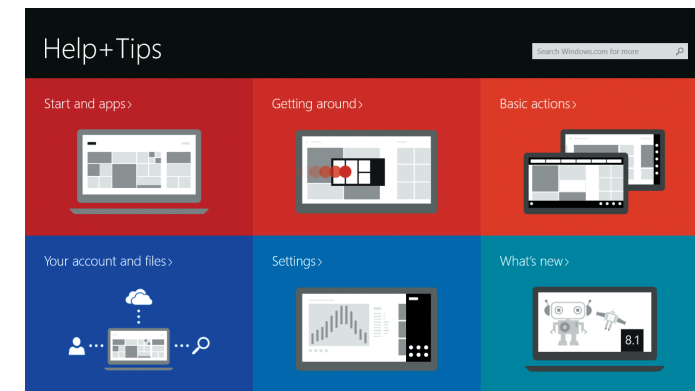 Help+Tips
Search Windows.com for more
Start and apps>
Getting around>
Basic actions>
Your account and files>
Settings>
What's new>
8.1